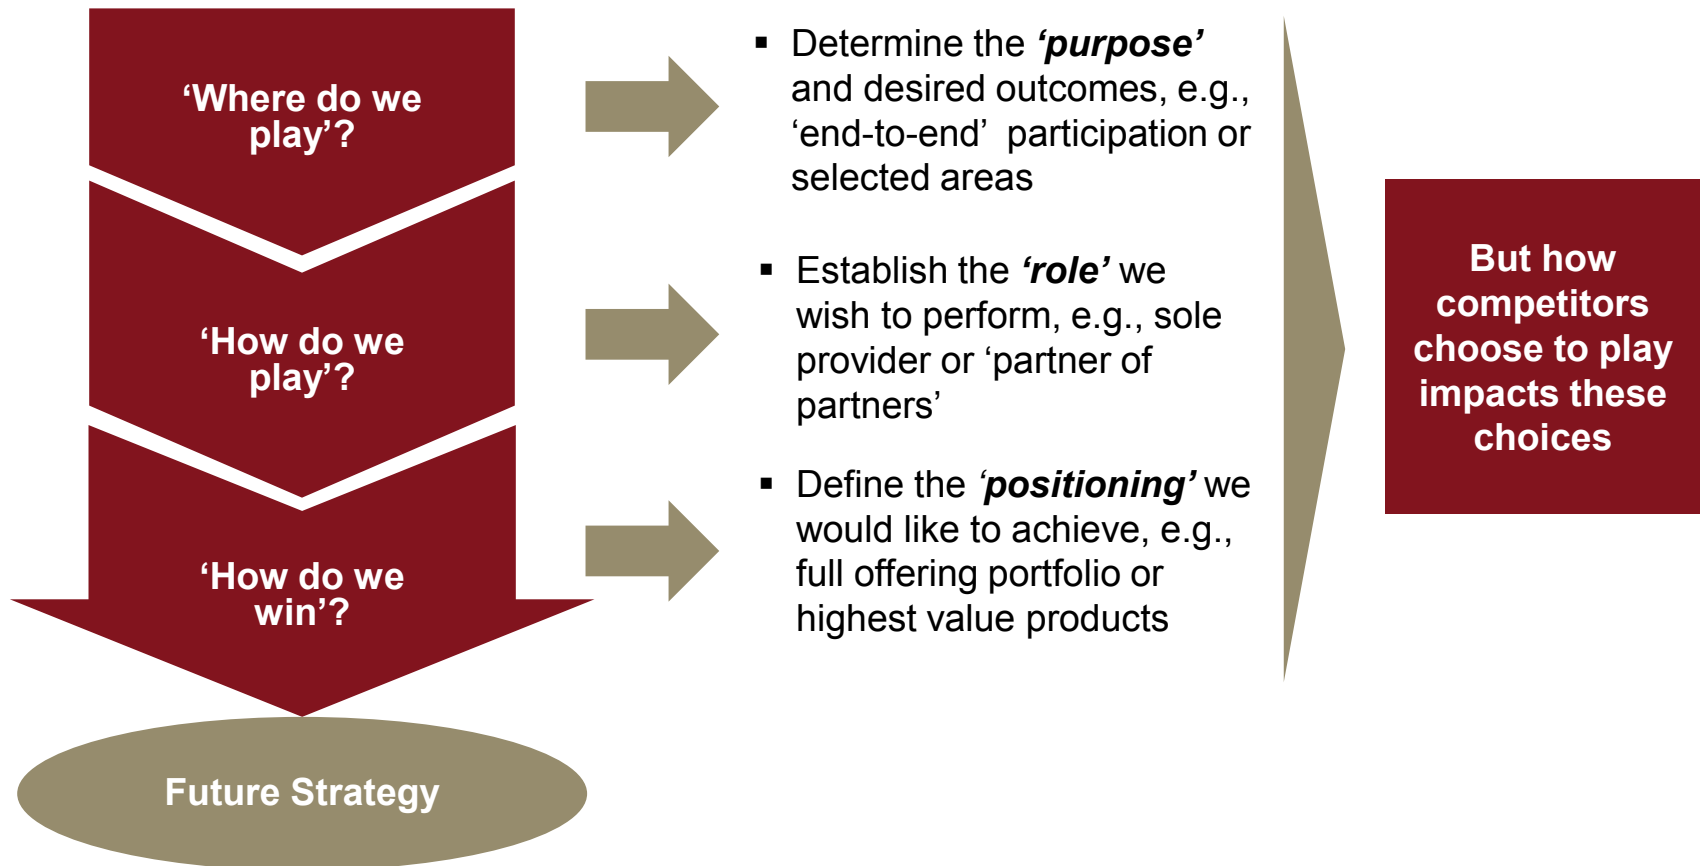 ‘Where do we
play’?
▪ Determine the ‘purpose’
and desired outcomes, e.g.,
‘end-to-end’  participation or
selected areas
‘How do we
play’?
▪ Establish the ‘role’ we
wish to perform, e.g., sole
provider or ‘partner of
partners’
‘How do we
win’?
▪ Define the ‘positioning’ we
would like to achieve, e.g.,
full offering portfolio or
highest value products
Future Strategy
But how
competitors
choose to play
impacts these
choices